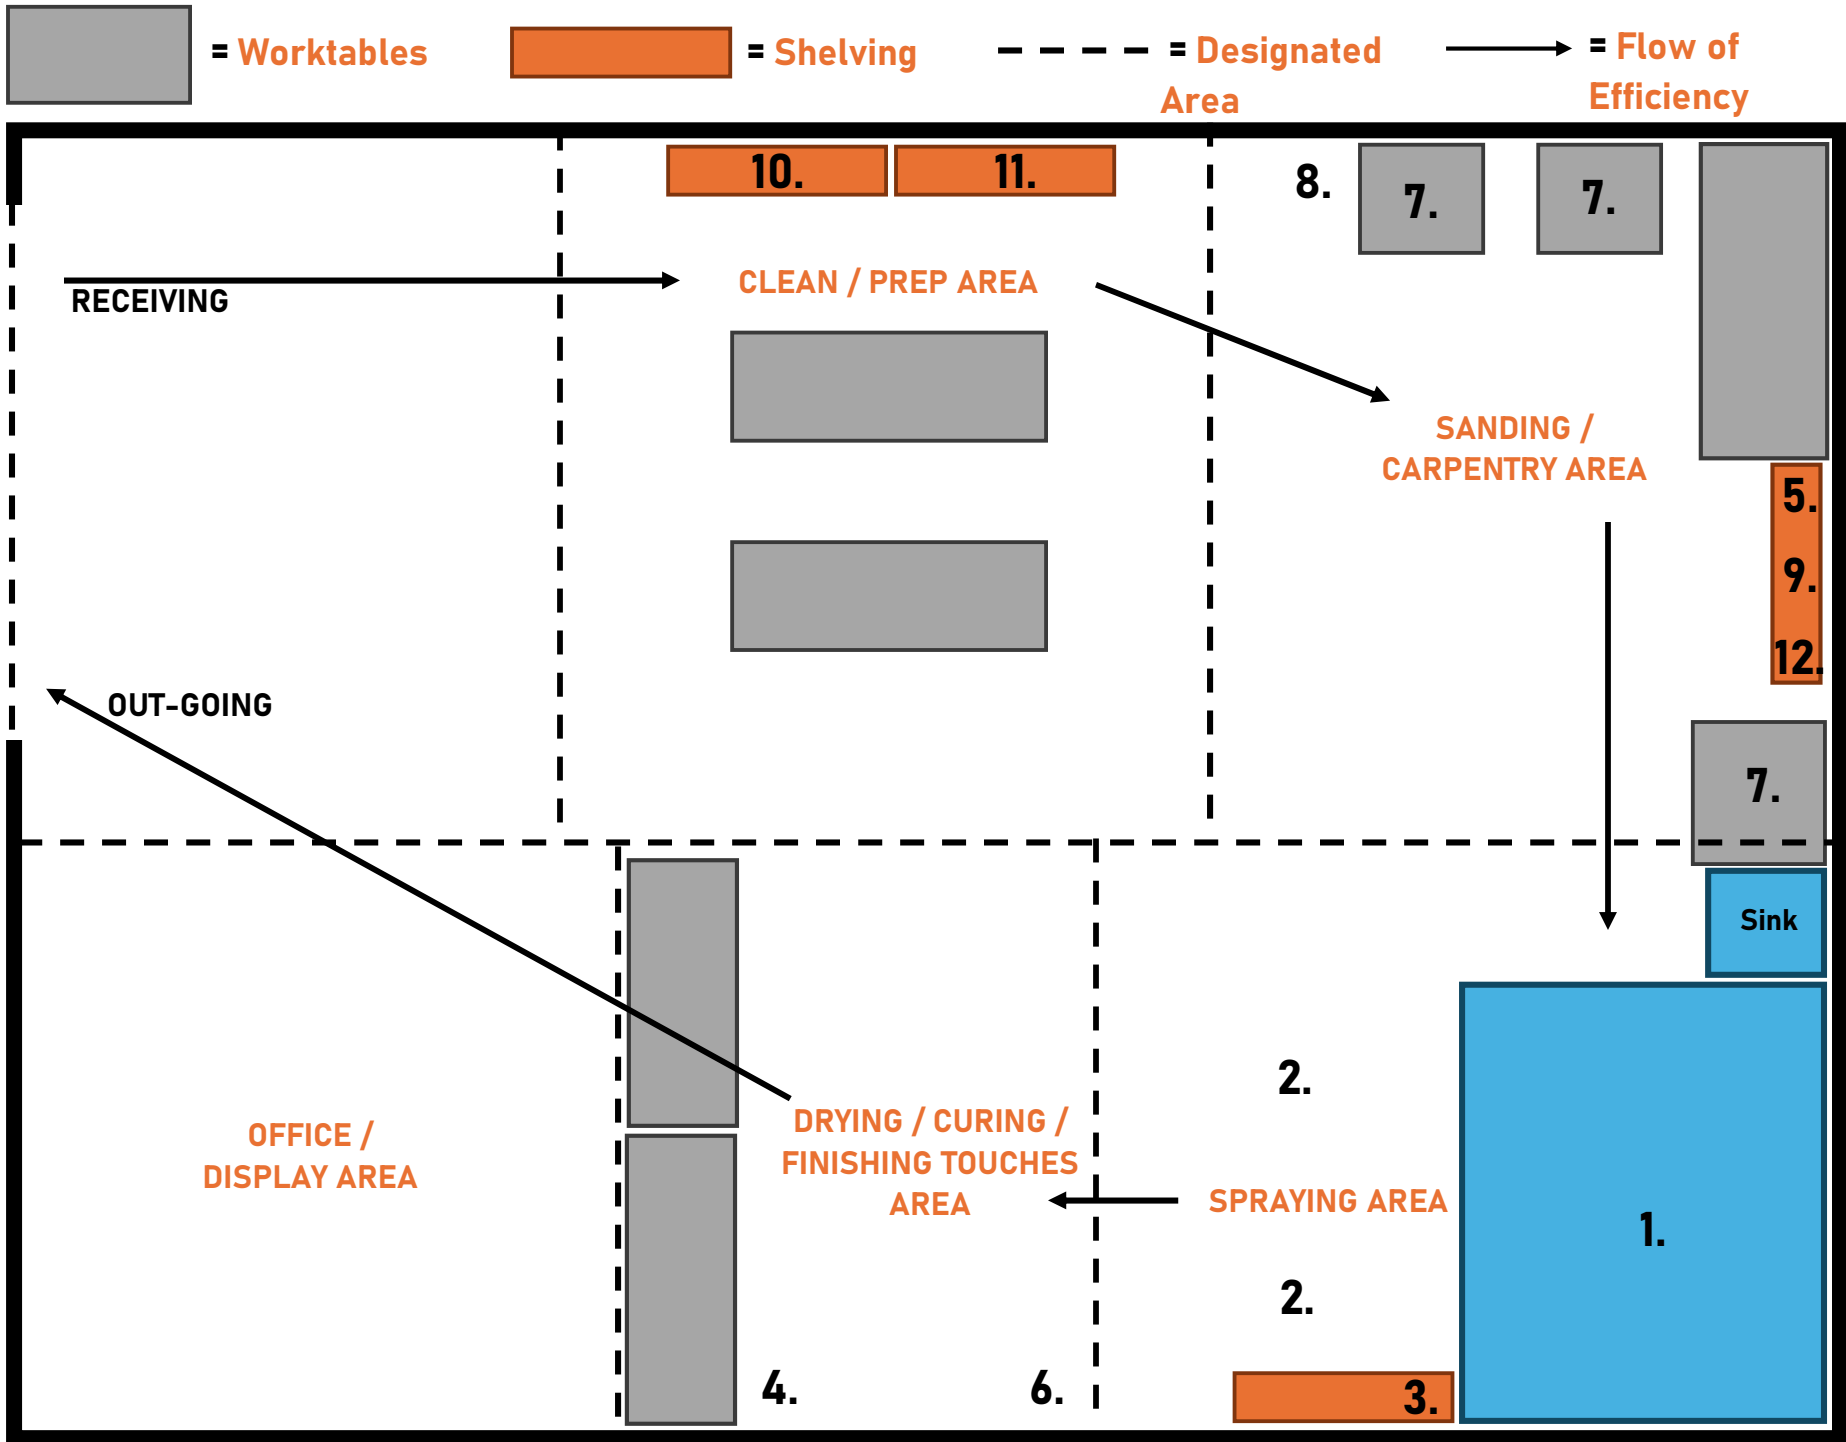 = Worktables
= Shelving
= Designated
Area
= Flow of
Efficiency
10.
11.
8.
7.
7.
RECEIVING
CLEAN / PREP AREA
SANDING /
CARPENTRY AREA
5.
9.
12.
OUT-GOING
7.
Sink
2.
OFFICE /
DISPLAY AREA
DRYING / CURING /
FINISHING TOUCHES
AREA
SPRAYING AREA
1.
2.
4.
6.
3.